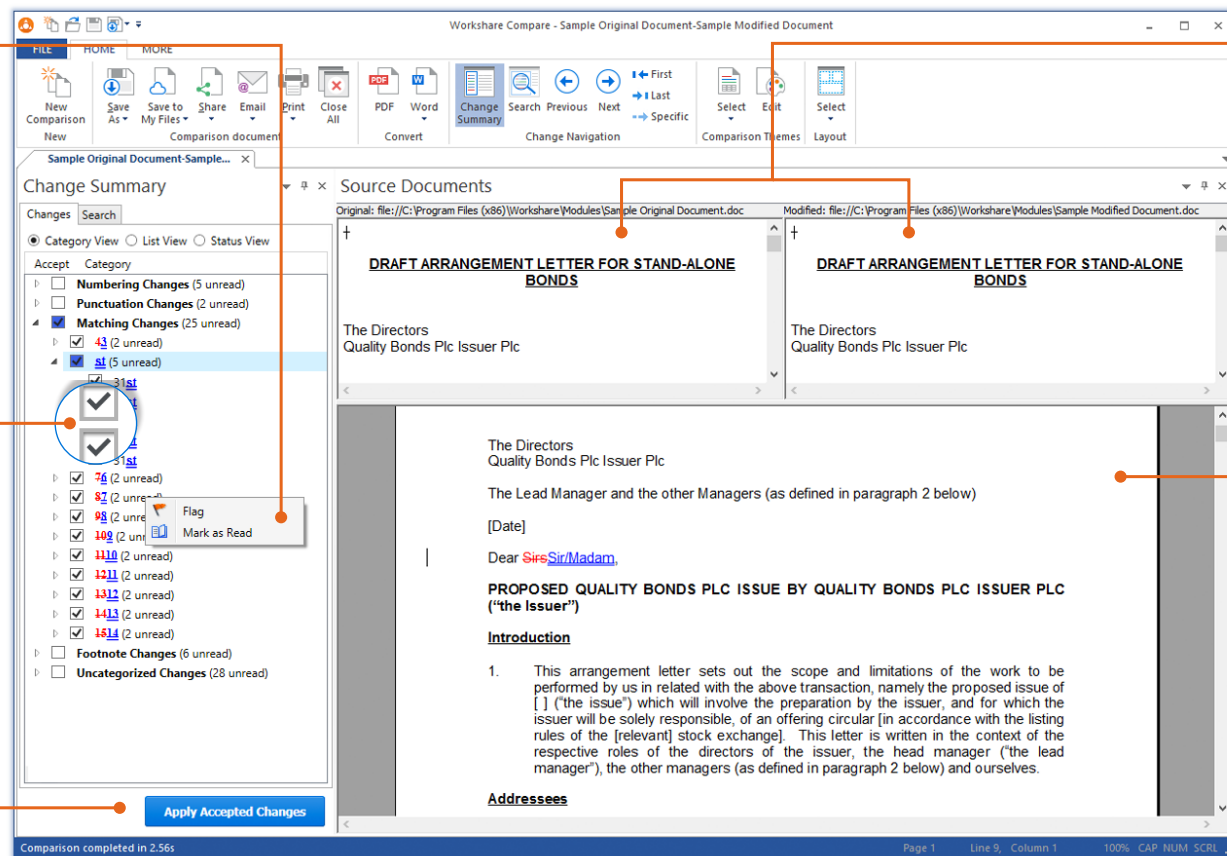 Workshare Compare - Sample Original Document-Sample Modified Document
FILE HOME MORE
New Comparison
Save As
Save to My Files
Share
Email
Print
Close All
PDF
Word
Change Summary
Search
Previous
Next
First
Last
Specific
Select
Edit
Select
New
Comparison document
Convert
Change Navigation
Comparison Themes
Layout
Sample Original Document-Sample...
Change Summary
Changes Search
Category View List View Status View
Accept Category
Numbering Changes (5 unread)
Punctuation Changes (2 unread)
Matching Changes (25 unread)
43 (2 unread)
st (5 unread)
31st
31st
76 (2 unread)
87 (2 unread)
98 (2 unre
109 (2 un
1110 (2 unread)
1211 (2 unread)
1312 (2 unread)
1413 (2 unread)
1514 (2 unread)
Footnote Changes (6 unread)
Uncategorized Changes (28 unread)
Flag
Mark as Read
Apply Accepted Changes
Source Documents
Original: file://C:\Program Files (x86)\Workshare\Modules\Sample Original Document.doc
DRAFT ARRANGEMENT LETTER FOR STAND-ALONE
BONDS
The Directors
Quality Bonds Plc Issuer Plc
Modified: file://C:\Program Files (x86)\Workshare\Modules\Sample Modified Document.doc
DRAFT ARRANGEMENT LETTER FOR STAND-ALONE
BONDS
The Directors
Quality Bonds Plc Issuer Plc
The Directors
Quality Bonds Plc Issuer Plc
The Lead Manager and the other Managers (as defined in paragraph 2 below)
[Date]
Dear SirsSir/Madam,
PROPOSED QUALITY BONDS PLC ISSUE BY QUALITY BONDS PLC ISSUER PLC
(“the Issuer”)
Introduction
1. This arrangement letter sets out the scope and limitations of the work to be
performed by us in related with the above transaction, namely the proposed issue of
[ ] (“the issue”) which will involve the preparation by the issuer, and for which the
issuer will be solely responsible, of an offering circular [in accordance with the listing
rules of the [relevant] stock exchange]. This letter is written in the context of the
respective roles of the directors of the issuer, the head manager (“the lead
manager”), the other managers (as defined in paragraph 2 below) and ourselves.
Addressees
Comparison completed in 2.56s
Page 1 Line 9, Column 1 100% CAP NUM SCRL